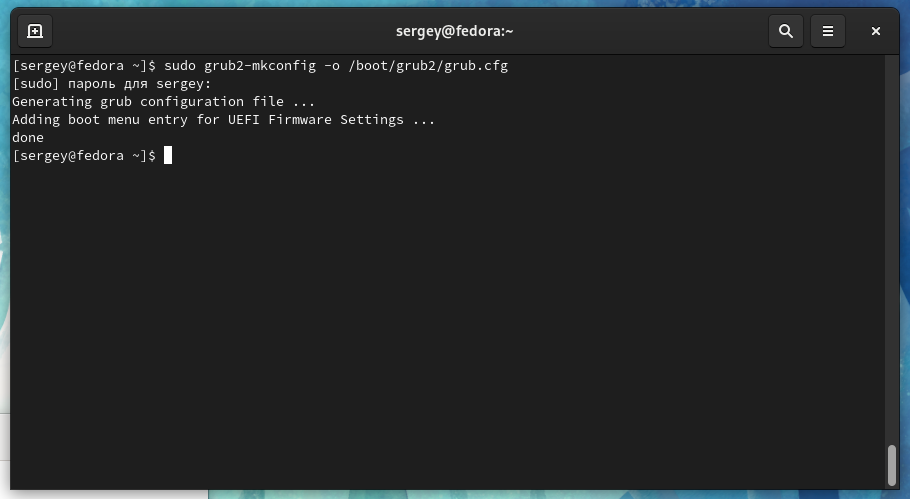 sergey@fedora:~
[sergey@fedora ~]$ sudo grub2-mkconfig -o /boot/grub2/grub.cfg
[sudo] пароль для sergey:
Generating grub configuration file ...
Adding boot menu entry for UEFI Firmware Settings ...
done
[sergey@fedora ~]$